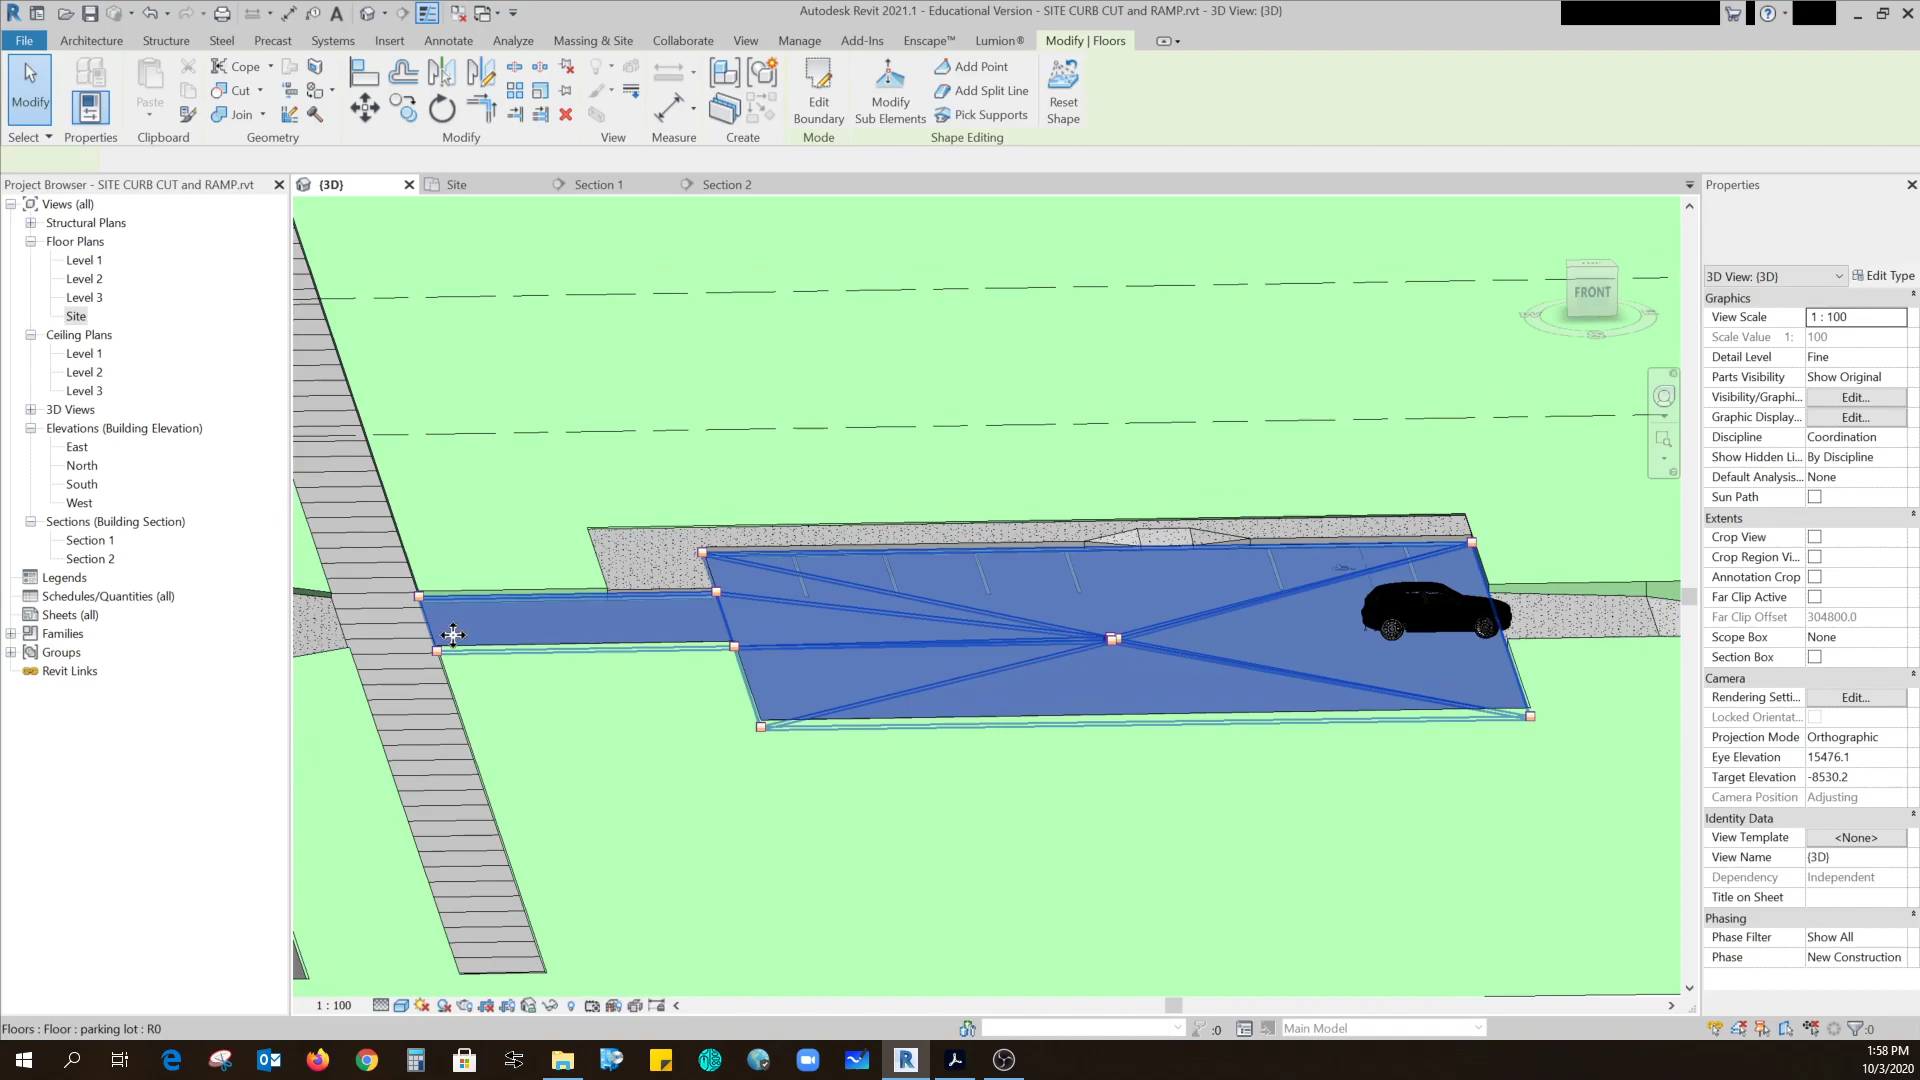 Autodesk Revit 2021.1 - Educational Version - SITE CURB CUT and RAMP.rvt - 3D View: {3D}
File Architecture Structure Steel Precast Systems Insert Annotate Analyze Massing & Site Collaborate View Manage Add-Ins Enscape™ Lumion® Modify | Floors
Modify
Paste
Cope
Cut
Join
Edit Boundary
Modify Sub Elements
Add Point
Add Split Line
Pick Supports
Reset Shape
Select Properties Clipboard Geometry Modify View Measure Create Mode Shape Editing
Project Browser - SITE CURB CUT and RAMP.rvt
{3D} Site Section 1 Section 2
Views (all)
Structural Plans
Floor Plans
Level 1
Level 2
Level 3
Site
Ceiling Plans
Level 1
Level 2
Level 3
3D Views
Elevations (Building Elevation)
East
North
South
West
Sections (Building Section)
Section 1
Section 2
Legends
Schedules/Quantities (all)
Sheets (all)
Families
Groups
Revit Links
FRONT
Properties
3D View: {3D} Edit Type
Graphics
View Scale 1 : 100
Scale Value 1: 100
Detail Level Fine
Parts Visibility Show Original
Visibility/Graphi... Edit...
Graphic Display... Edit...
Discipline Coordination
Show Hidden Li... By Discipline
Default Analysis... None
Sun Path
Extents
Crop View
Crop Region Vi...
Annotation Crop
Far Clip Active
Far Clip Offset 304800.0
Scope Box None
Section Box
Camera
Rendering Setti... Edit...
Locked Orientat...
Projection Mode Orthographic
Eye Elevation 15476.1
Target Elevation -8530.2
Camera Position Adjusting
Identity Data
View Template <None>
View Name {3D}
Dependency Independent
Title on Sheet
Phasing
Phase Filter Show All
Phase New Construction
1 : 100
Floors : Floor : parking lot : R0
:0
Main Model
:0
1:58 PM
10/3/2020